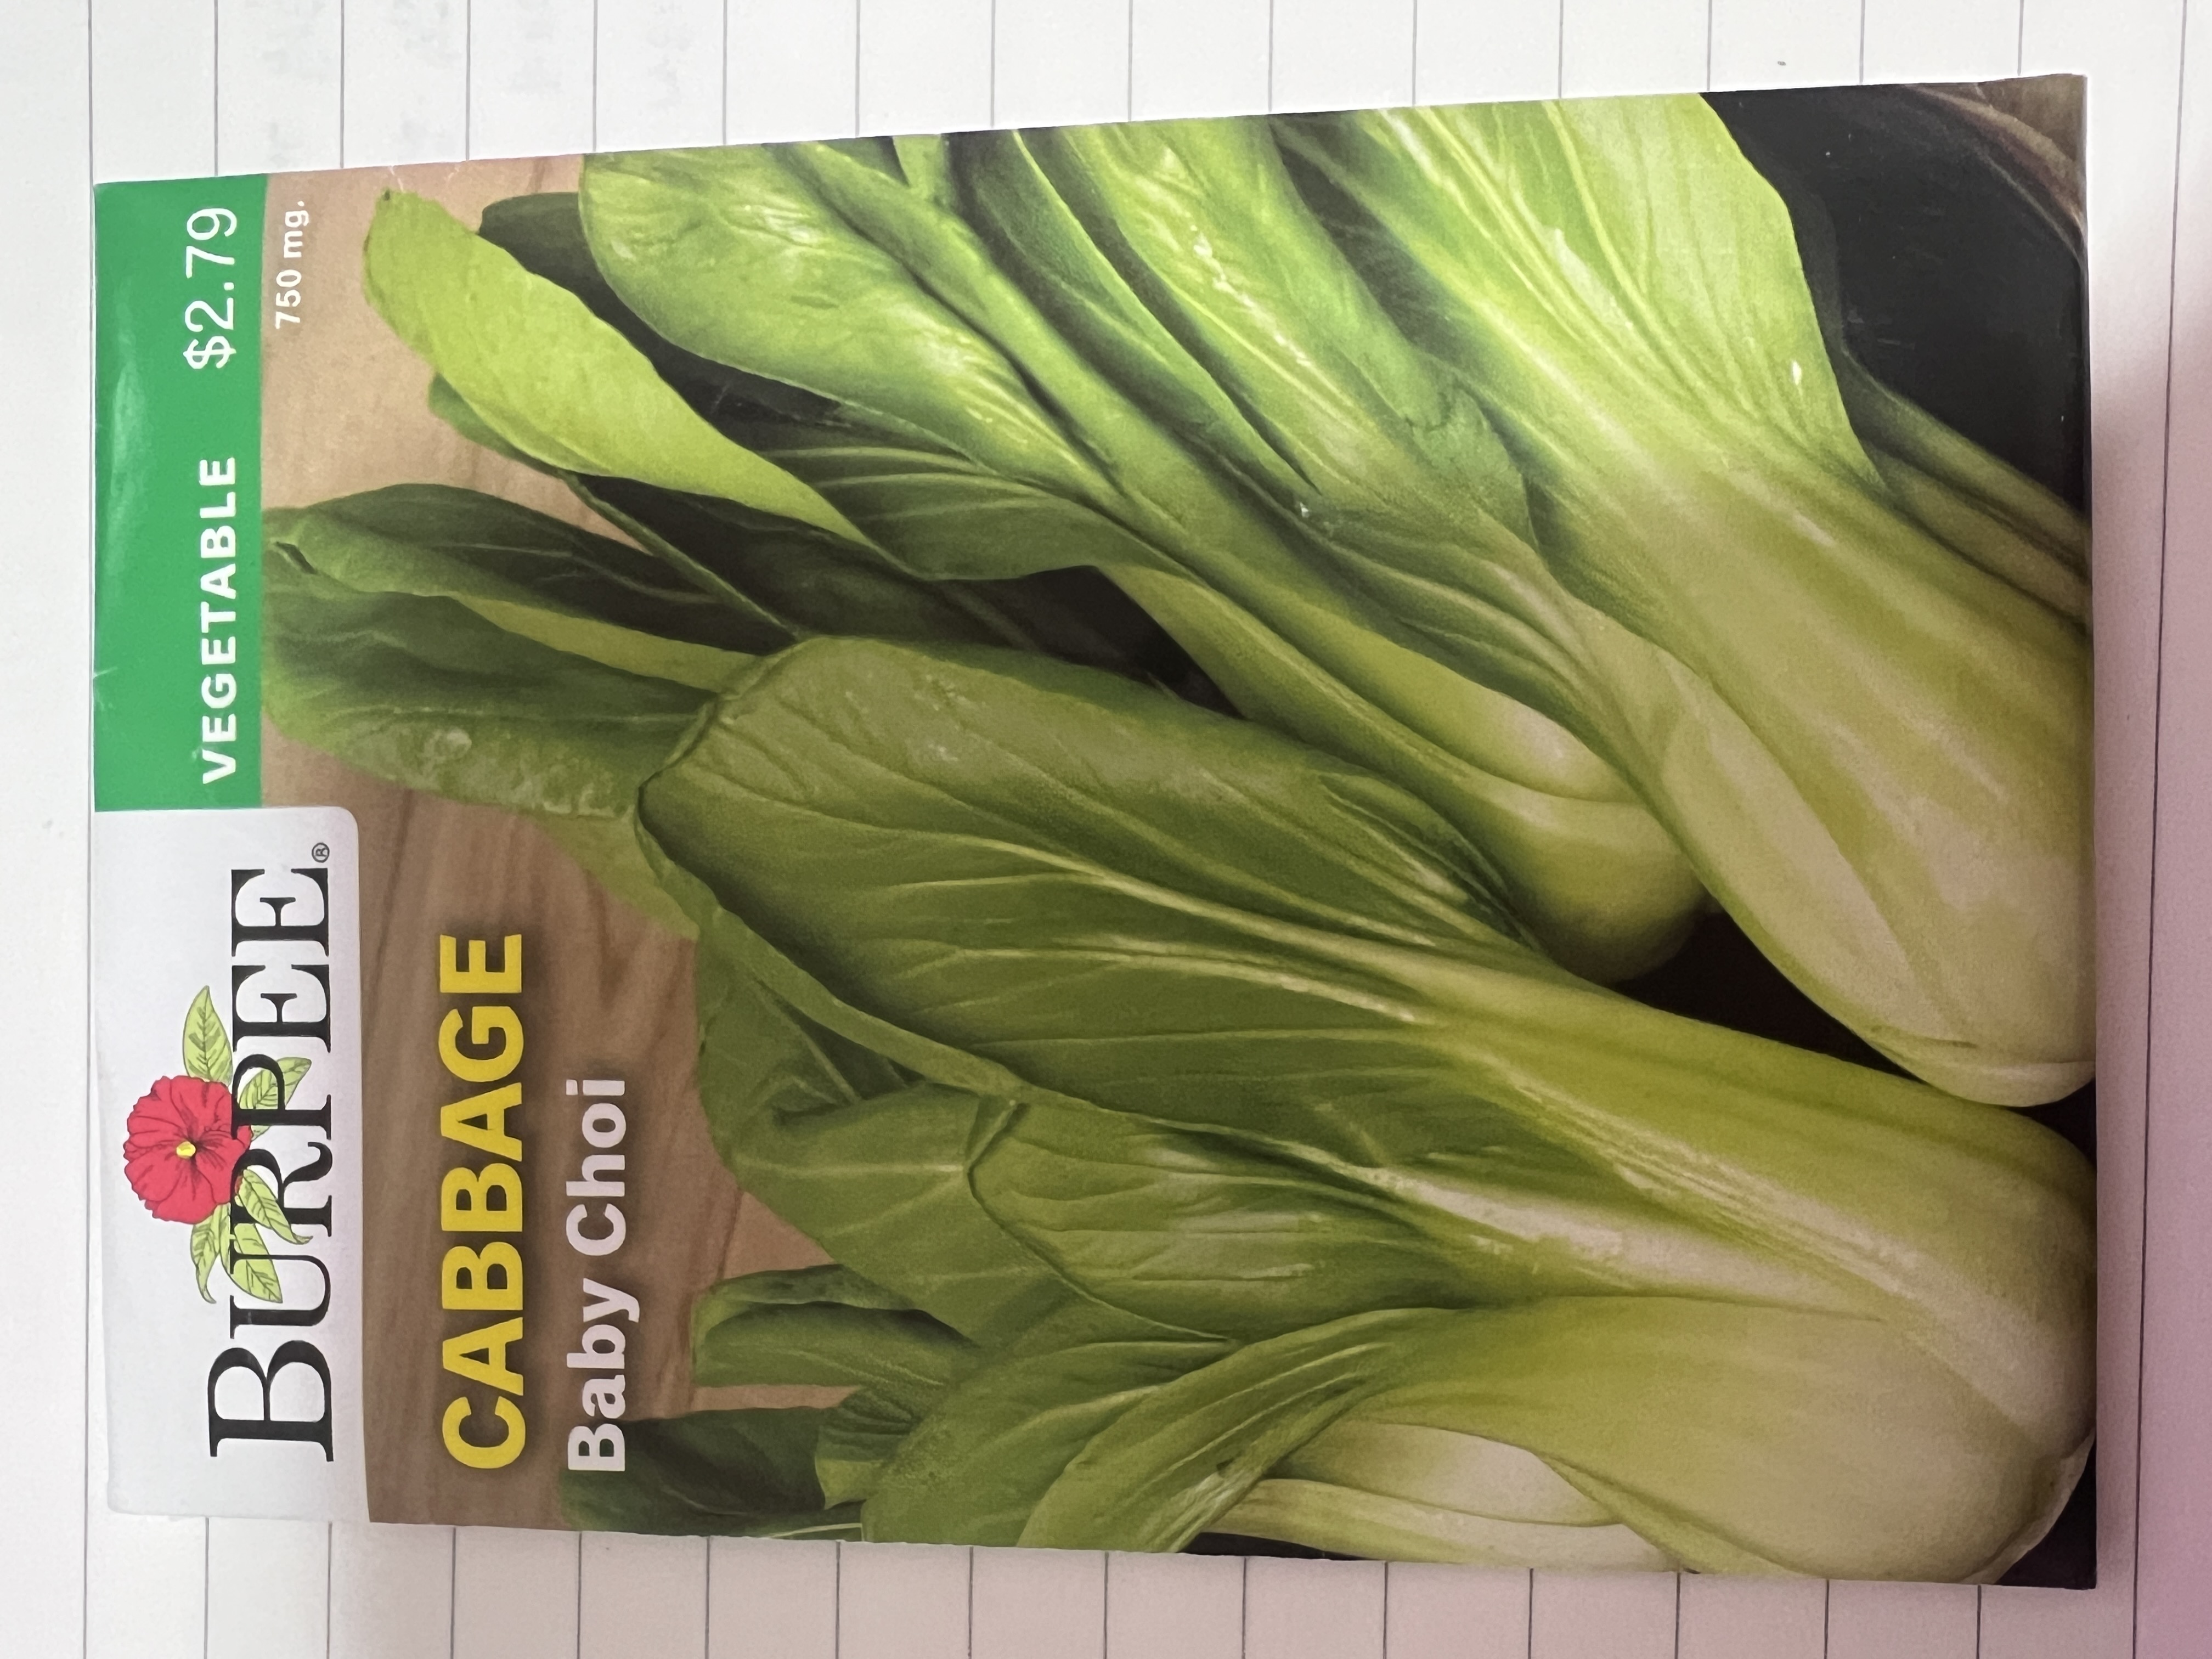 BURPEE®
VEGETABLE $2.79
750 mg.
CABBAGE
Baby Choi